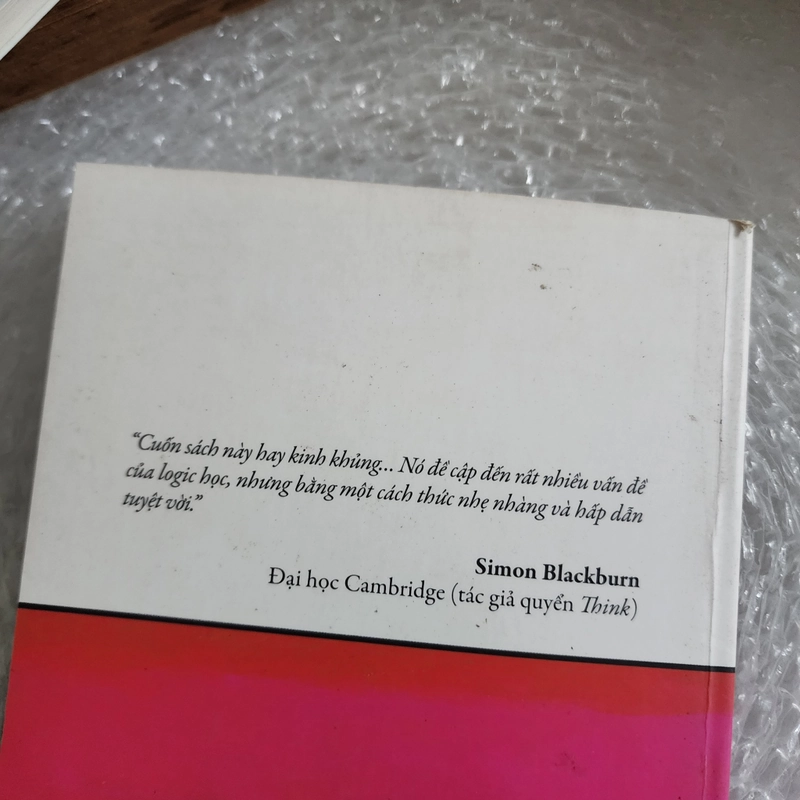 “Cuốn sách này hay kinh khủng... Nó đề cập đến rất nhiều vấn đề
của logic học, nhưng bằng một cách thức nhẹ nhàng và hấp dẫn
tuyệt vời.”
Simon Blackburn
Đại học Cambridge (tác giả quyển Think)